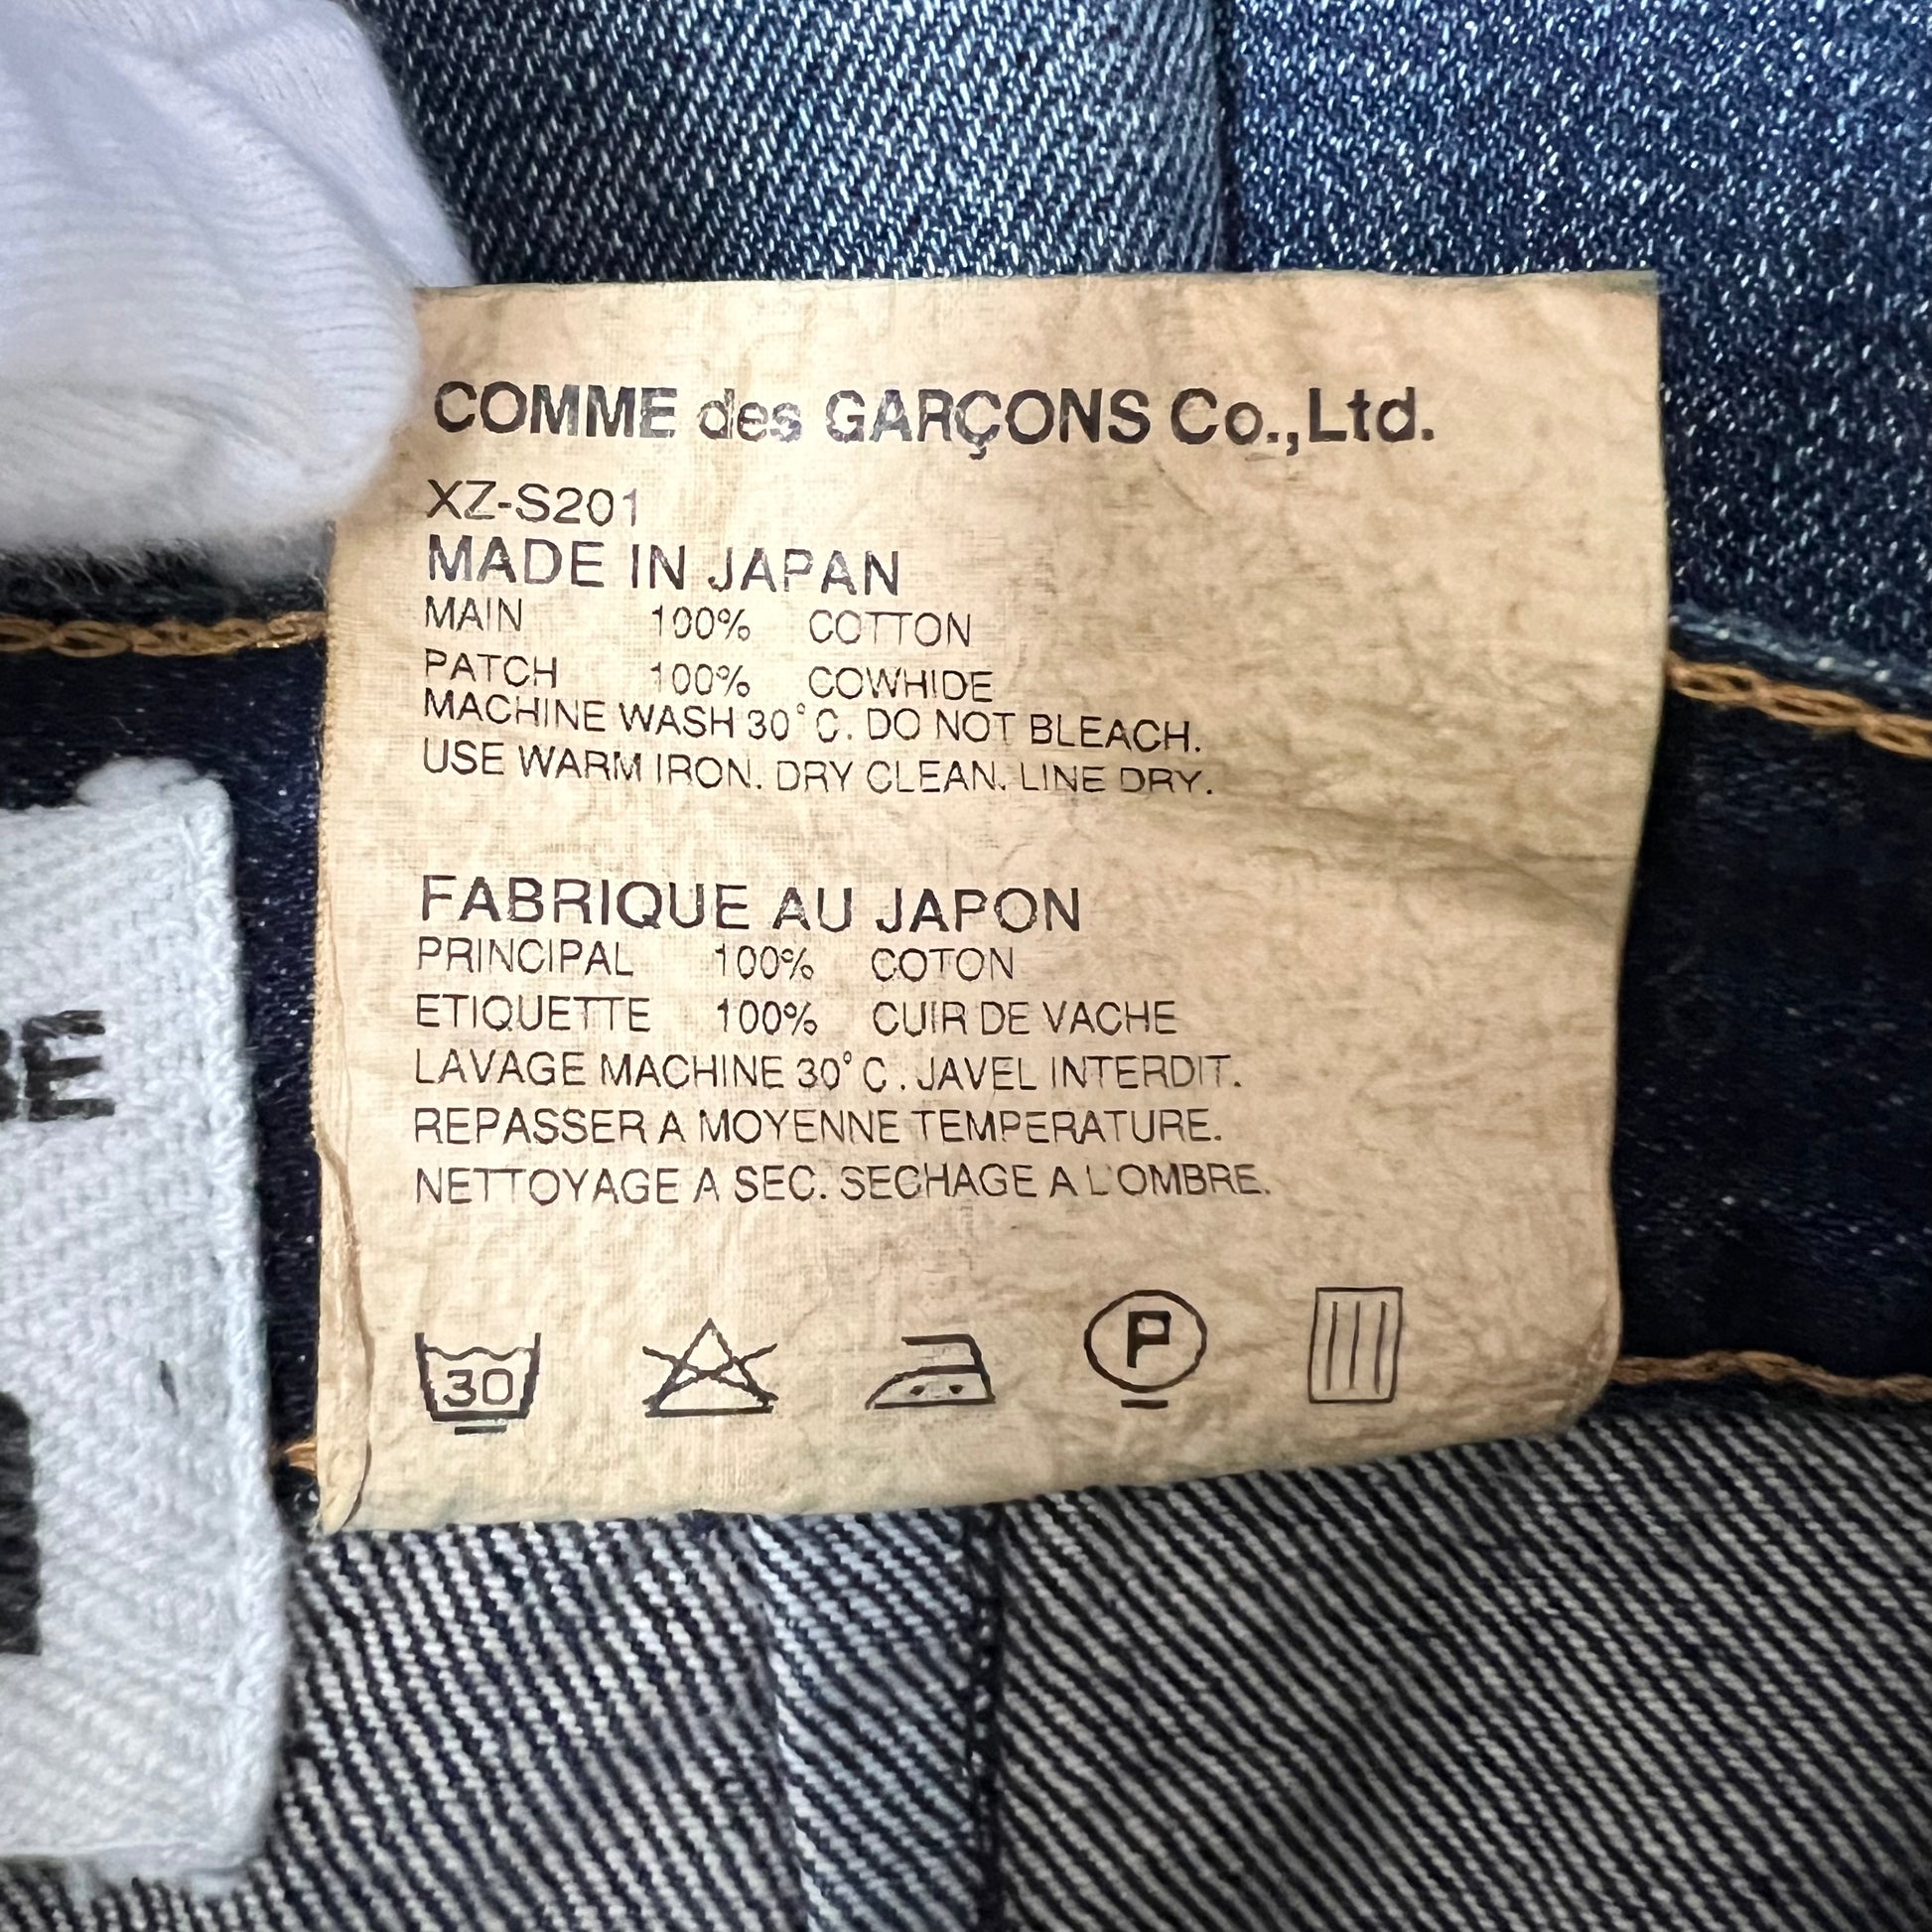 COMME des GARÇONS Co.,Ltd.
XZ-S201
MADE IN JAPAN
MAIN 100% COTTON
PATCH 100% COWHIDE
MACHINE WASH 30°C. DO NOT BLEACH.
USE WARM IRON. DRY CLEAN. LINE DRY.
FABRIQUE AU JAPON
PRINCIPAL 100% COTON
ETIQUETTE 100% CUIR DE VACHE
LAVAGE MACHINE 30°C. JAVEL INTERDIT.
REPASSER A MOYENNE TEMPERATURE.
NETTOYAGE A SEC. SECHAGE A L'OMBRE.
30 P